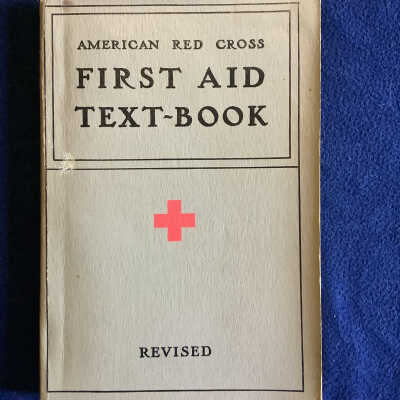 AMERICAN RED CROSS
FIRST AID
TEXT-BOOK
REVISED